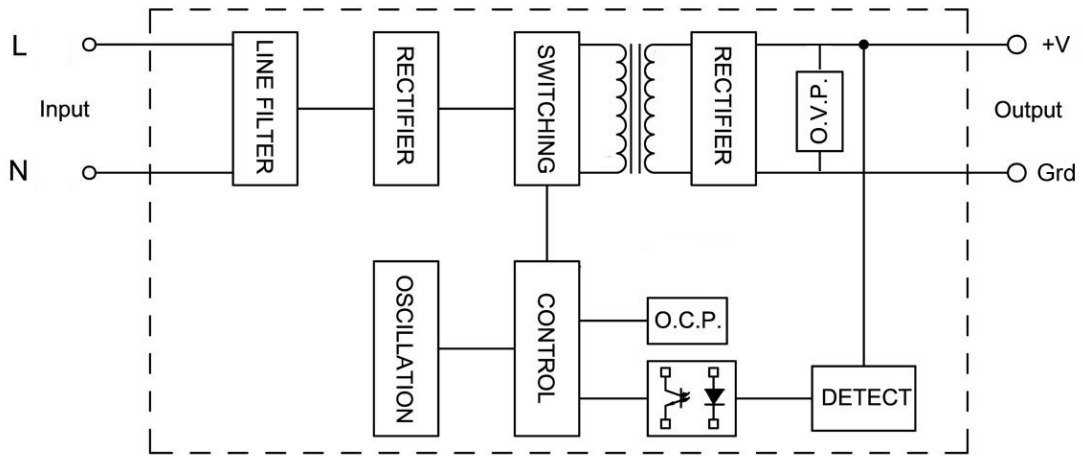 L
Input
N
LINE FILTER
RECTIFIER
SWITCHING
RECTIFIER
O.V.P.
+V
Output
Grd
OSCILLATION
CONTROL
O.C.P.
DETECT